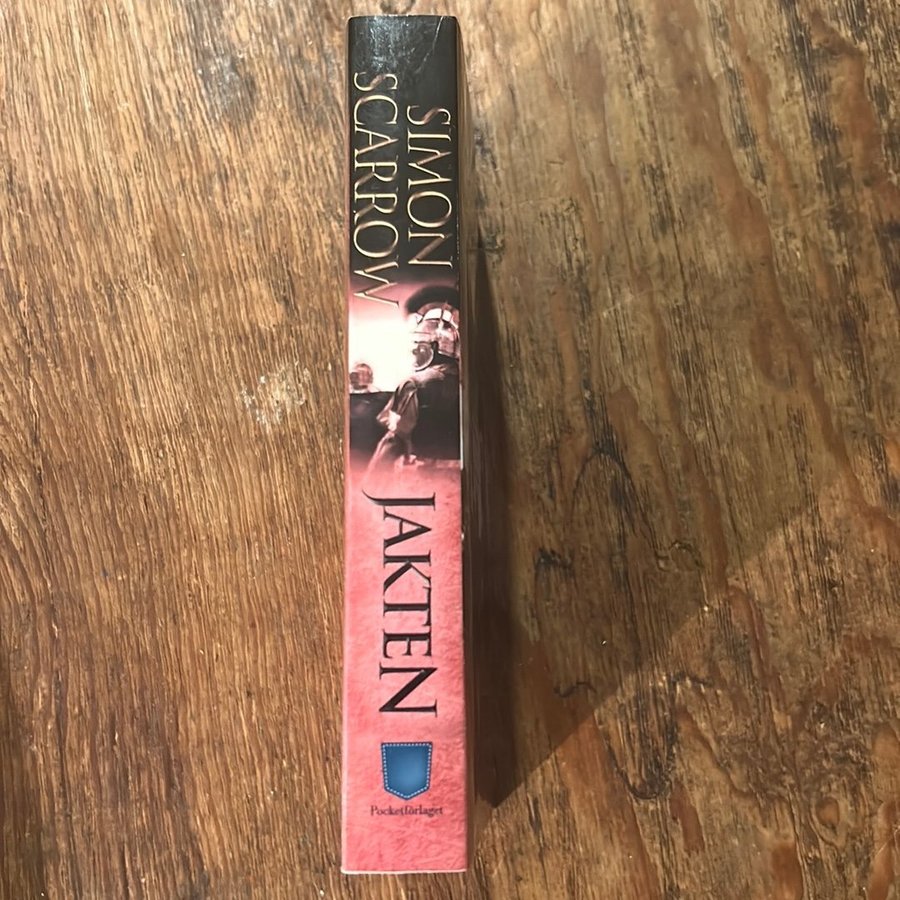 SIMON
SCARROW
JAKTEN
Pocketförlaget